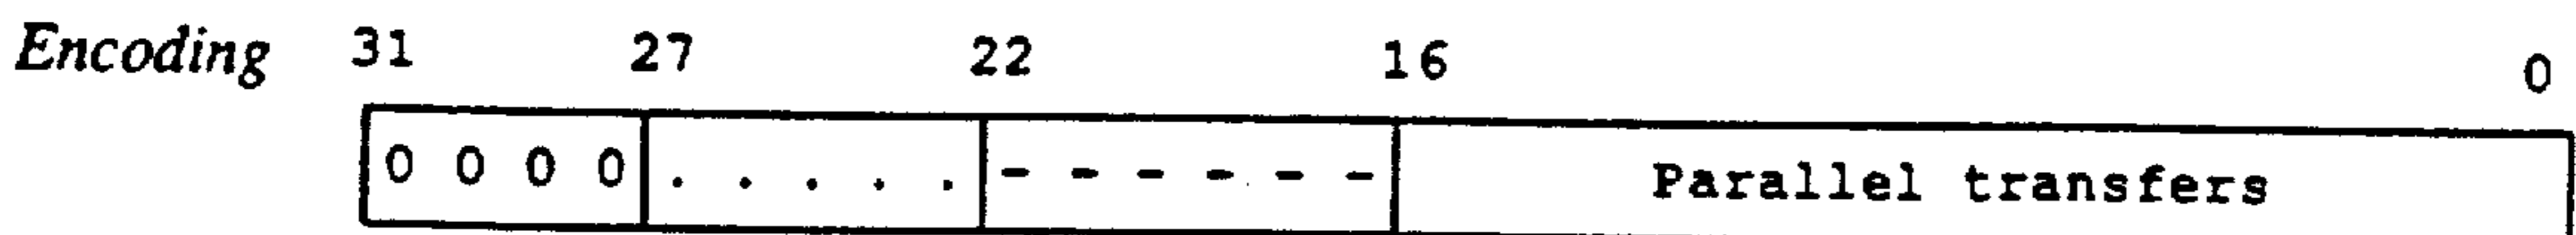 Encoding 31 27 22 16 0
0 0 0 0 . . . . . - - - - - - Parallel transfers